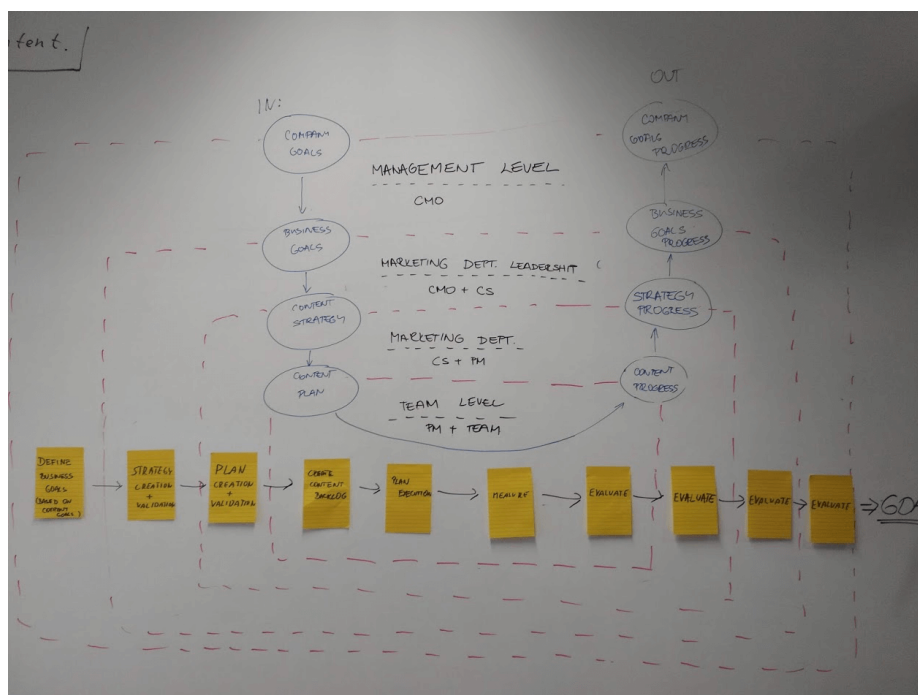 tent.
IN:
OUT
COMPANY
GOALS
COMPANY
GOALS
PROGRESS
MANAGEMENT LEVEL
CMO
BUSINESS
GOALS
BUSINESS
GOALS
PROGRESS
MARKETING DEPT. LEADERSHIP
CMO + CS
CONTENT
STRATEGY
STRATEGY
PROGRESS
MARKETING DEPT.
CS + PM
CONTENT
PLAN
CONTENT
PROGRESS
TEAM LEVEL
PM + TEAM
DEFINE
BUSINESS
GOALS
(BASED ON
GOALS)
STRATEGY
CREATION
+
VALIDATION
PLAN
CREATION
+
VALIDATION
CREATE
CONTENT
BACKLOG
PLAN
EXECUTION
MEASURE
EVALUATE
EVALUATE
EVALUATE
EVALUATE
GOA